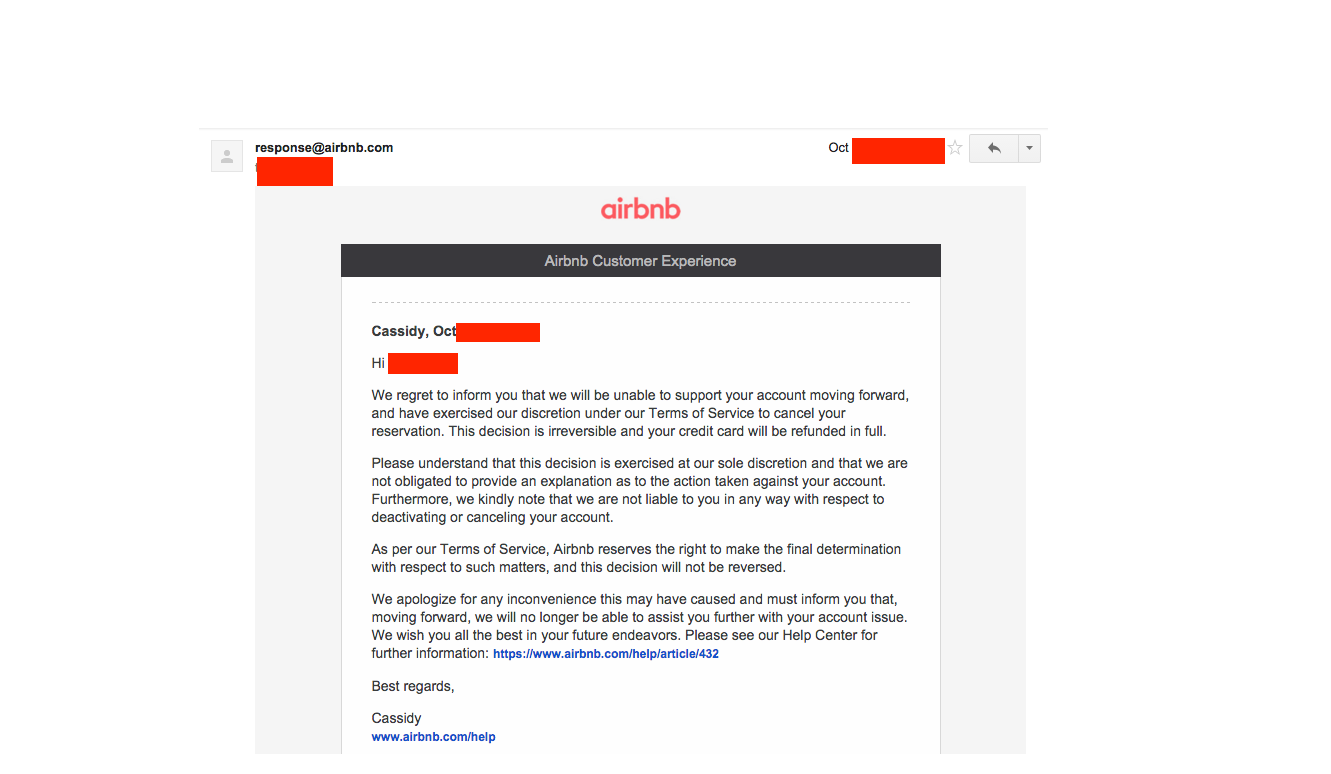 response@airbnb.com
Oct
airbnb
Airbnb Customer Experience
Cassidy, Oct
Hi
We regret to inform you that we will be unable to support your account moving forward,
and have exercised our discretion under our Terms of Service to cancel your
reservation. This decision is irreversible and your credit card will be refunded in full.
Please understand that this decision is exercised at our sole discretion and that we are
not obligated to provide an explanation as to the action taken against your account.
Furthermore, we kindly note that we are not liable to you in any way with respect to
deactivating or canceling your account.
As per our Terms of Service, Airbnb reserves the right to make the final determination
with respect to such matters, and this decision will not be reversed.
We apologize for any inconvenience this may have caused and must inform you that,
moving forward, we will no longer be able to assist you further with your account issue.
We wish you all the best in your future endeavors. Please see our Help Center for
further information: https://www.airbnb.com/help/article/432
Best regards,
Cassidy
www.airbnb.com/help